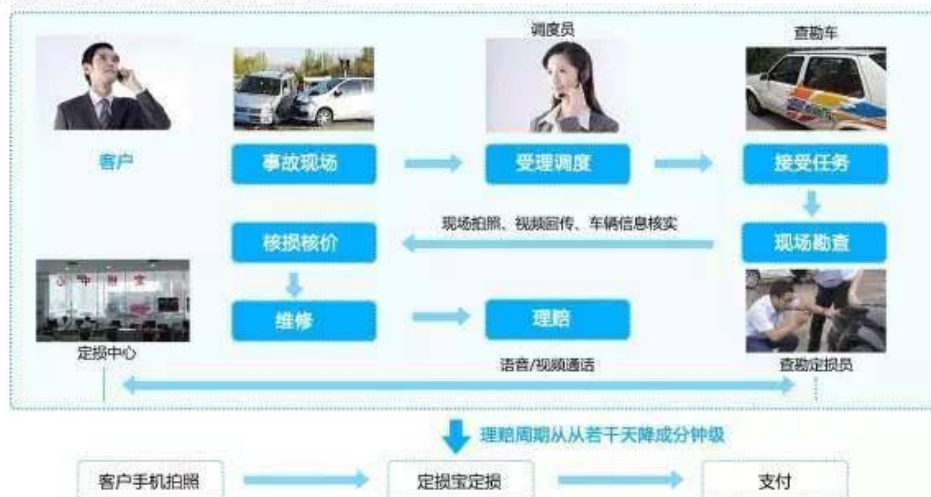 调度员
查勘车
客户
事故现场
受理调度
接受任务
现场拍照、视频回传、车辆信息核实
核损核价
现场勘查
维修
理赔
定损中心
语音/视频通话
查勘定损员
理赔周期从从若干天降成分钟级
客户手机拍照
定损宝定损
支付